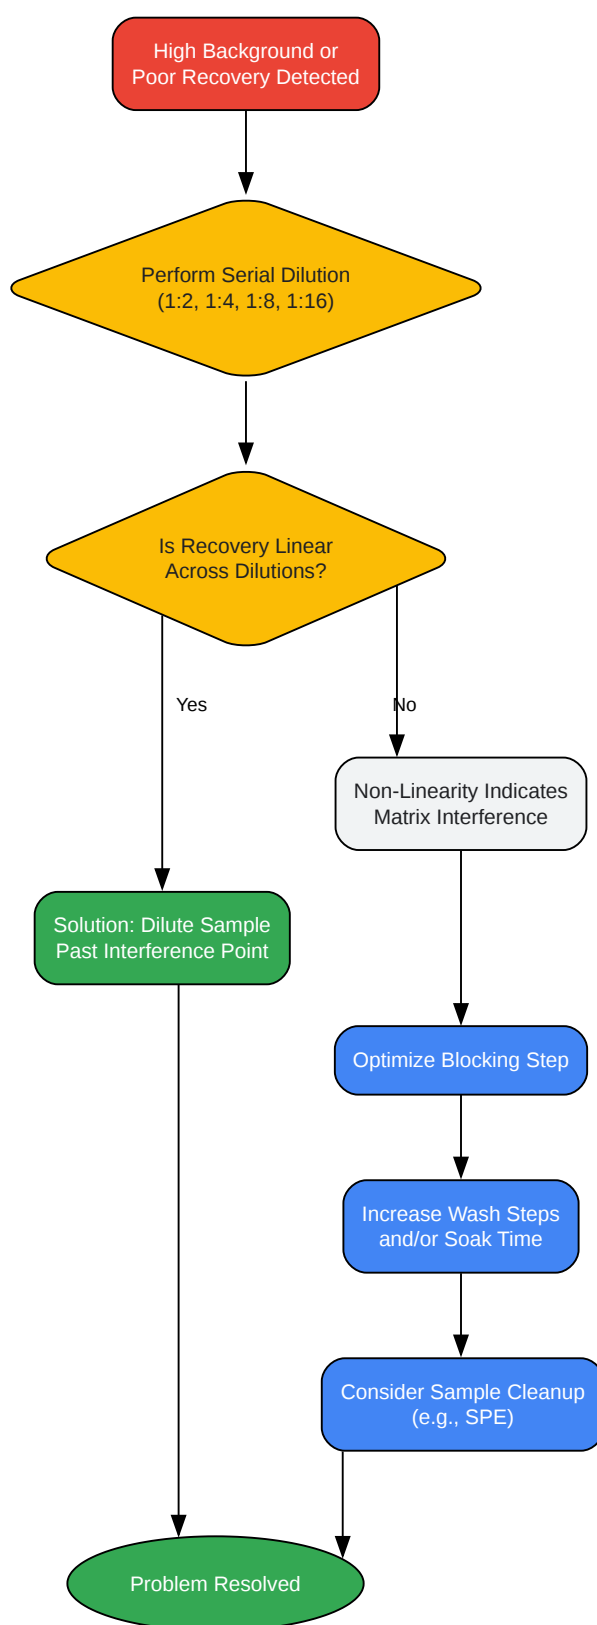 High Background or
Poor Recovery Detected
Perform Serial Dilution
(1:2, 1:4, 1:8, 1:16)
Is Recovery Linear
Across Dilutions?
Yes
No
Non-Linearity Indicates
Matrix Interference
Solution: Dilute Sample
Past Interference Point
Optimize Blocking Step
Increase Wash Steps
and/or Soak Time
Consider Sample Cleanup
(e.g., SPE)
Problem Resolved